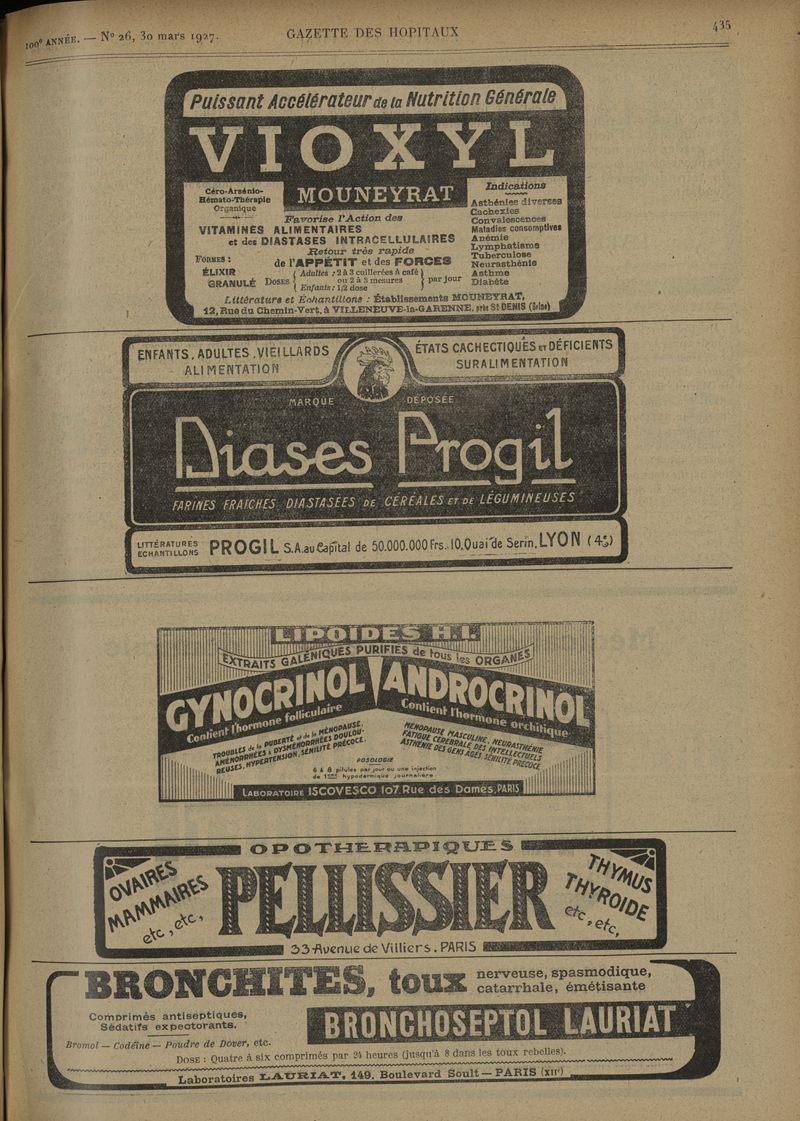 100e ANNÉE. — No 26, 30 mars 1927.
GAZETTE DES HOPITAUX
435
Puissant Accélérateur de la Nutrition Générale
VIOXYL
MOUNEYRAT
Céro-Arsénio-
Hémato-Thérapie
Organique
Favorise l'Action des
VITAMINES ALIMENTAIRES
et des DIASTASES INTRACELLULAIRES
Retour très rapide
de l'APPÉTIT et des FORCES
FORMES :
ÉLIXIR
GRANULÉ
DOSES
Adultes : 2 à 3 cuillerées à café
ou 2 à 3 mesures
Enfants : 1/2 dose
par jour
Indications
Asthénies diverses
Cachexies
Convalescences
Maladies consomptives
Anémie
Lymphatisme
Tuberculose
Neurasthénie
Asthme
Diabète
Littérature et Échantillons : Établissements MOUNEYRAT,
12, Rue du Chemin-Vert, à VILLENEUVE-la-GARENNE, près St-DENIS (Seine)
ENFANTS, ADULTES, VIEILLARDS
ALIMENTATION
ÉTATS CACHECTIQUES ET DÉFICIENTS
SURALIMENTATION
MARQUE DÉPOSÉE
Diases Progil
FARINES FRAICHES DIASTASÉES DE CÉRÉALES ET DE LÉGUMINEUSES
LITTÉRATURES
ECHANTILLONS
PROGIL S.A. au Capital de 50.000.000 Frs., 10, Quai de Serin, LYON (4e)
LIPOIDES H.I.
EXTRAITS GALÉNIQUES PURIFIÉS de tous les ORGANES
GYNOCRINOL
Contient l'hormone folliculaire
TROUBLES de la PUBERTÉ et de la MÉNOPAUSE,
AMÉNORRHÉES & DYSMÉNORRHÉES DOULOU-
REUSES, HYPERTENSION, SÉNILITÉ PRÉCOCE.
ANDROCRINOL
Contient l'hormone orchitique
MÉNOPAUSE MASCULINE, NEURASTHÉNIE
FATIGUE CÉRÉBRALE DES INTELLECTUELS
ASTHÉNIE DES GENS AGÉS, SÉNILITÉ PRÉCOCE
POSOLOGIE
6 à 8 pilules par jour ou une injection
de 1cmc hypodermique journalière
LABORATOIRE ISCOVESCO 107, Rue des Dames, PARIS
OPOTHERAPIQUES
OVAIRES
MAMMAIRES
etc, etc,
PELLISSIER
THYMUS
THYROIDE
etc, etc,
33 Avenue de Villiers. PARIS
BRONCHITES, toux nerveuse, spasmodique,
catarrhale, émétisante
Comprimés antiseptiques,
Sédatifs expectorants.
BRONCHOSEPTOL LAURIAT
Bromol — Codéine — Poudre de Dover, etc.
DOSE : Quatre à six comprimés par 24 heures (jusqu'à 8 dans les toux rebelles).
Laboratoires LAURIAT, 149, Boulevard Soult — PARIS (XIIe)